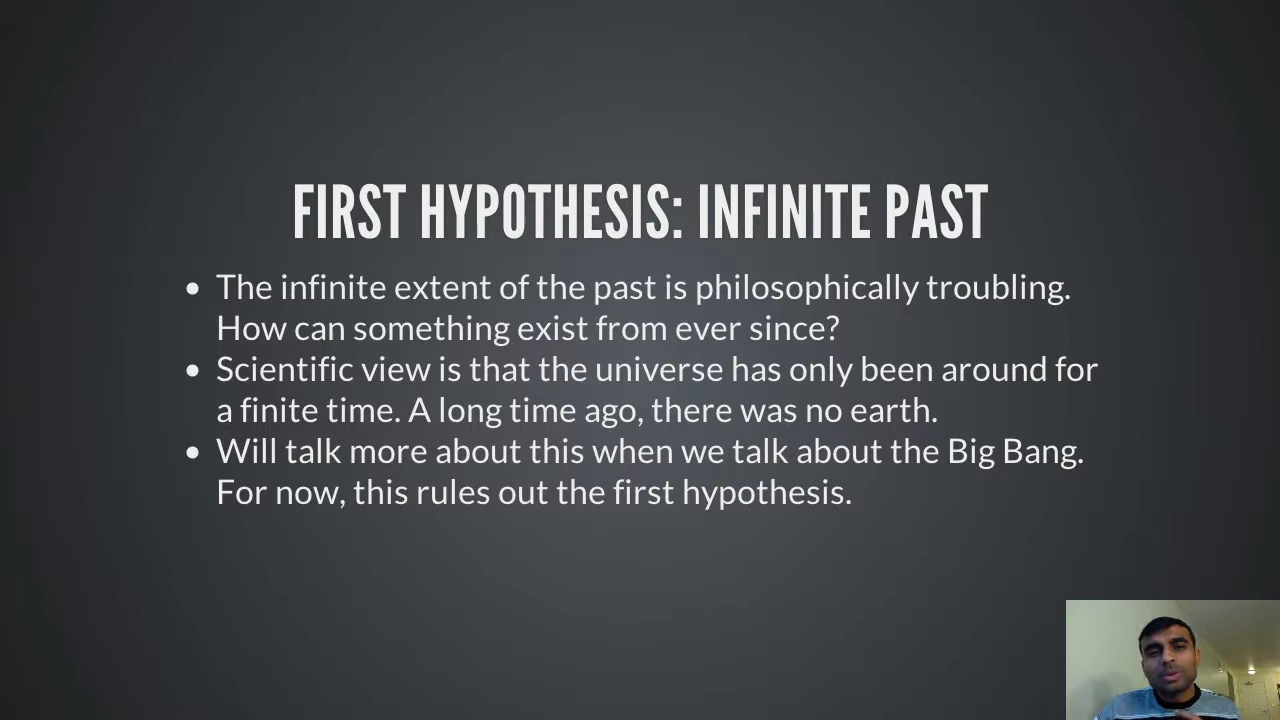 FIRST HYPOTHESIS: INFINITE PAST
• The infinite extent of the past is philosophically troubling.
How can something exist from ever since?
• Scientific view is that the universe has only been around for
a finite time. A long time ago, there was no earth.
• Will talk more about this when we talk about the Big Bang.
For now, this rules out the first hypothesis.